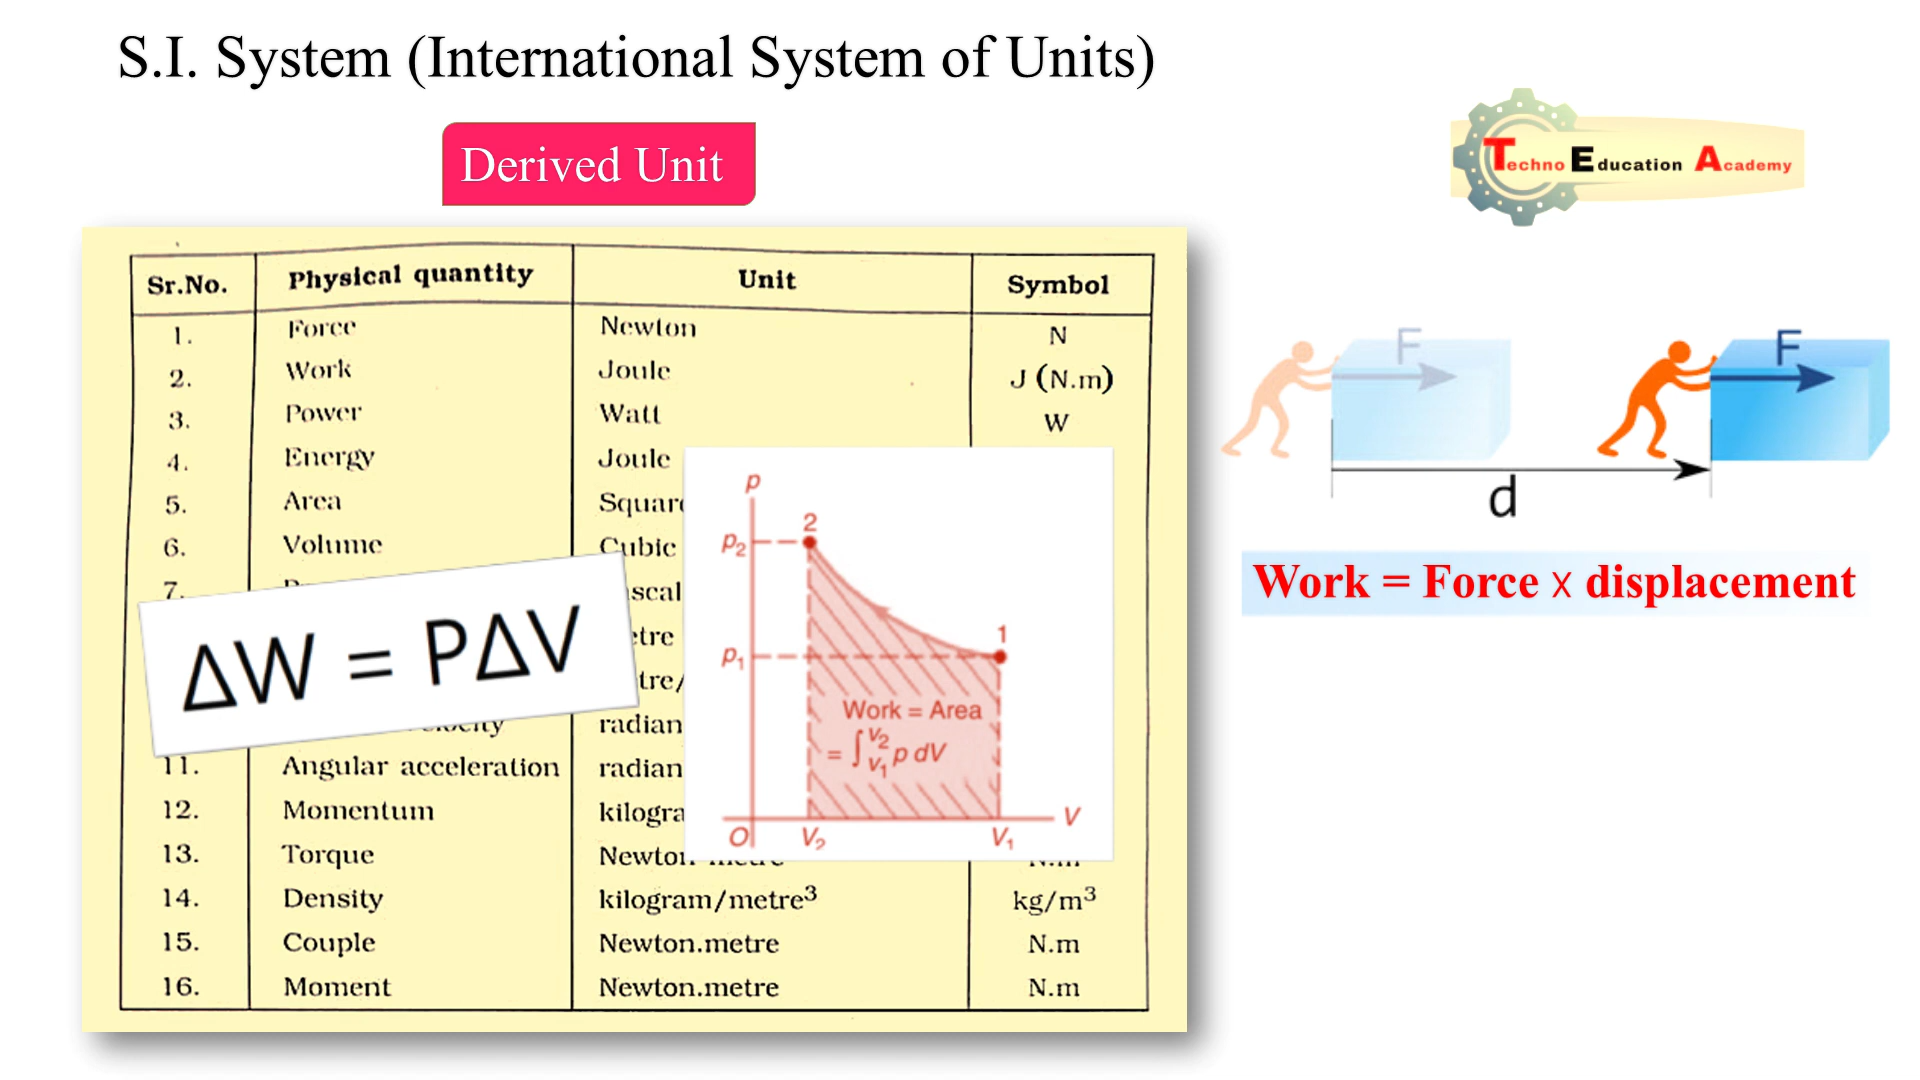 S.I. System (International System of Units)
Derived Unit
Techno Education Academy
Sr.No. Physical quantity Unit Symbol
1. Force Newton N
2. Work Joule J (N.m)
3. Power Watt W
4. Energy Joule
5. Area
6. Volume Cubic
7.
11. Angular acceleration radian
12. Momentum
13. Torque
14. Density kilogram/metre³ kg/m³
15. Couple Newton.metre N.m
16. Moment Newton.metre N.m
ΔW = PΔV
p
2
p₂
1
p₁
Work = Area
= ∫V₁V₂ p dV
V
O V₂ V₁
F F
d
Work = Force x displacement